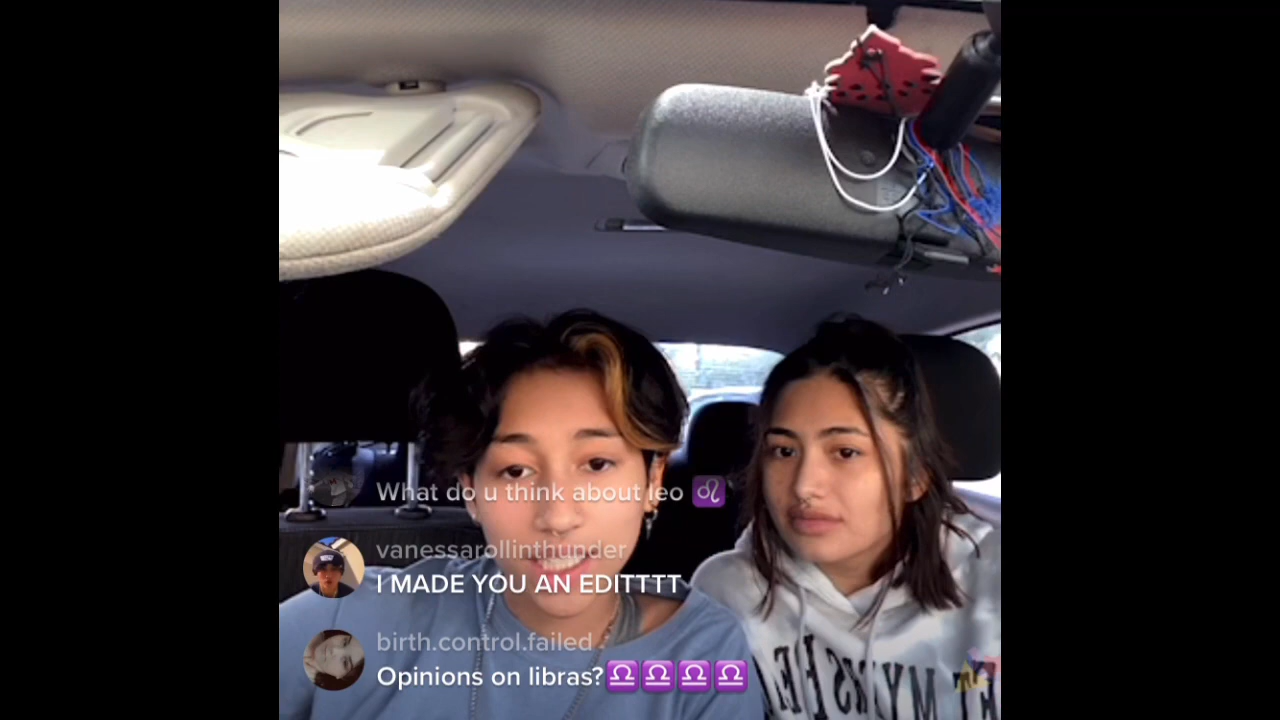 What do u think about leo ♌
vanessarollinthunder
I MADE YOU AN EDITTTT
birth.control.failed
Opinions on libras?♎♎♎♎